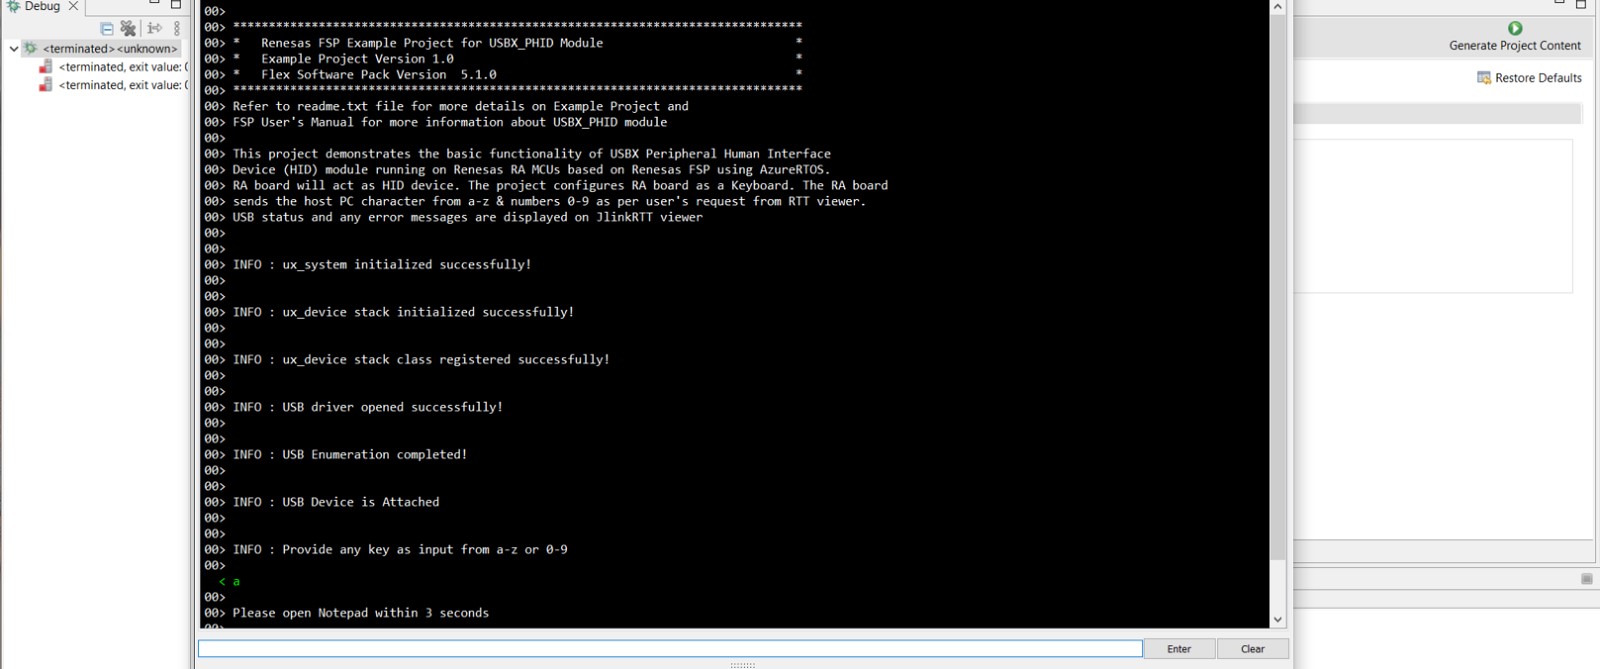 Debug
<terminated><unknown>
<terminated, exit value: 0
<terminated, exit value: 0
00>
00> ********************************************************************************
00> *   Renesas FSP Example Project for USBX_PHID Module                           *
00> *   Example Project Version 1.0                                                *
00> *   Flex Software Pack Version  5.1.0                                          *
00> ********************************************************************************
00> Refer to readme.txt file for more details on Example Project and
00> FSP User's Manual for more information about USBX_PHID module
00>
00> This project demonstrates the basic functionality of USBX Peripheral Human Interface
00> Device (HID) module running on Renesas RA MCUs based on Renesas FSP using AzureRTOS.
00> RA board will act as HID device. The project configures RA board as a Keyboard. The RA board
00> sends the host PC character from a-z & numbers 0-9 as per user's request from RTT viewer.
00> USB status and any error messages are displayed on JlinkRTT viewer
00>
00>
00> INFO : ux_system initialized successfully!
00>
00>
00> INFO : ux_device stack initialized successfully!
00>
00>
00> INFO : ux_device stack class registered successfully!
00>
00>
00> INFO : USB driver opened successfully!
00>
00>
00> INFO : USB Enumeration completed!
00>
00>
00> INFO : USB Device is Attached
00>
00>
00> INFO : Provide any key as input from a-z or 0-9
00>
< a
00>
00> Please open Notepad within 3 seconds
00>
Enter
Clear
Generate Project Content
Restore Defaults